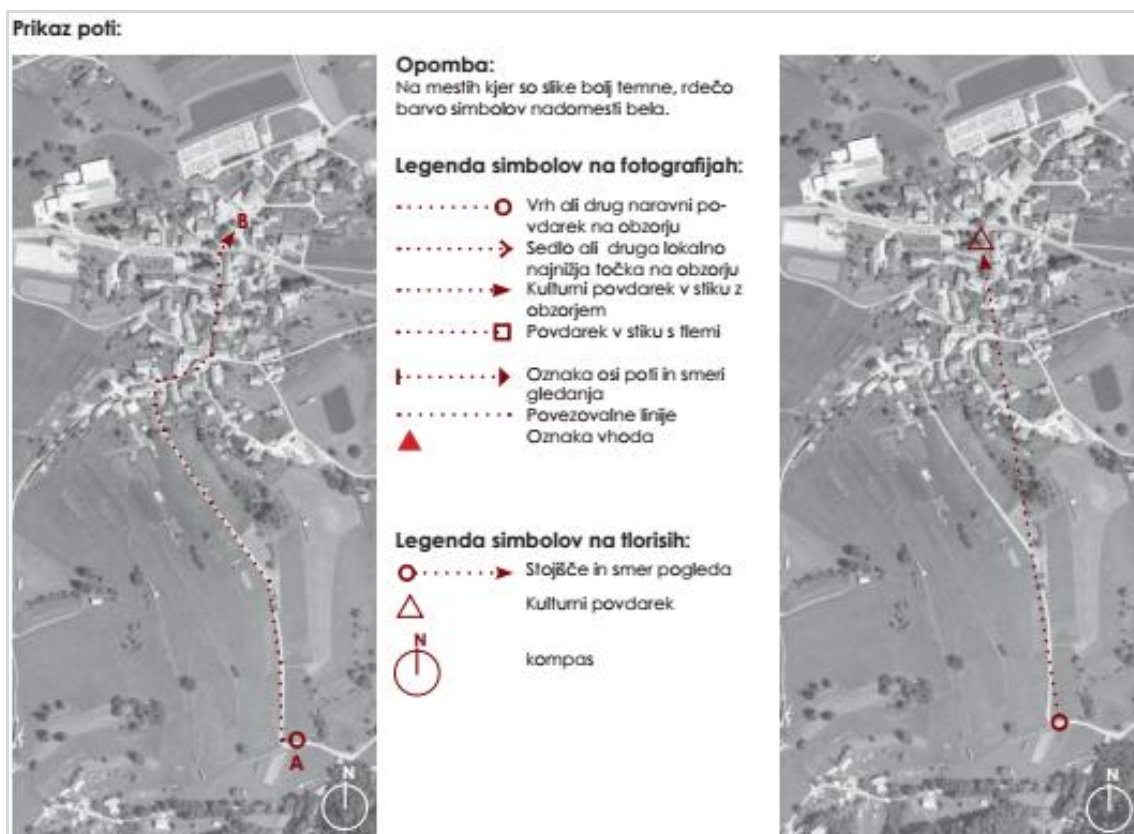 Prikaz poti:
B
A
N
Opomba:
Na mestih kjer so slike bolj temne, rdečo
barvo simbolov nadomesti bela.
Legenda simbolov na fotografijah:
Vrh ali drug naravni po-
vdarek na obzorju
Sedlo ali druga lokalno
najnižja točka na obzorju
Kulturni povdarek v stiku z
obzorjem
Povdarek v stiku s tlemi
Oznaka osi poti in smeri
gledanja
Povezovalne linije
Oznaka vhoda
Legenda simbolov na tlorisih:
Stojišče in smer pogleda
Kulturni povdarek
N
kompas
N